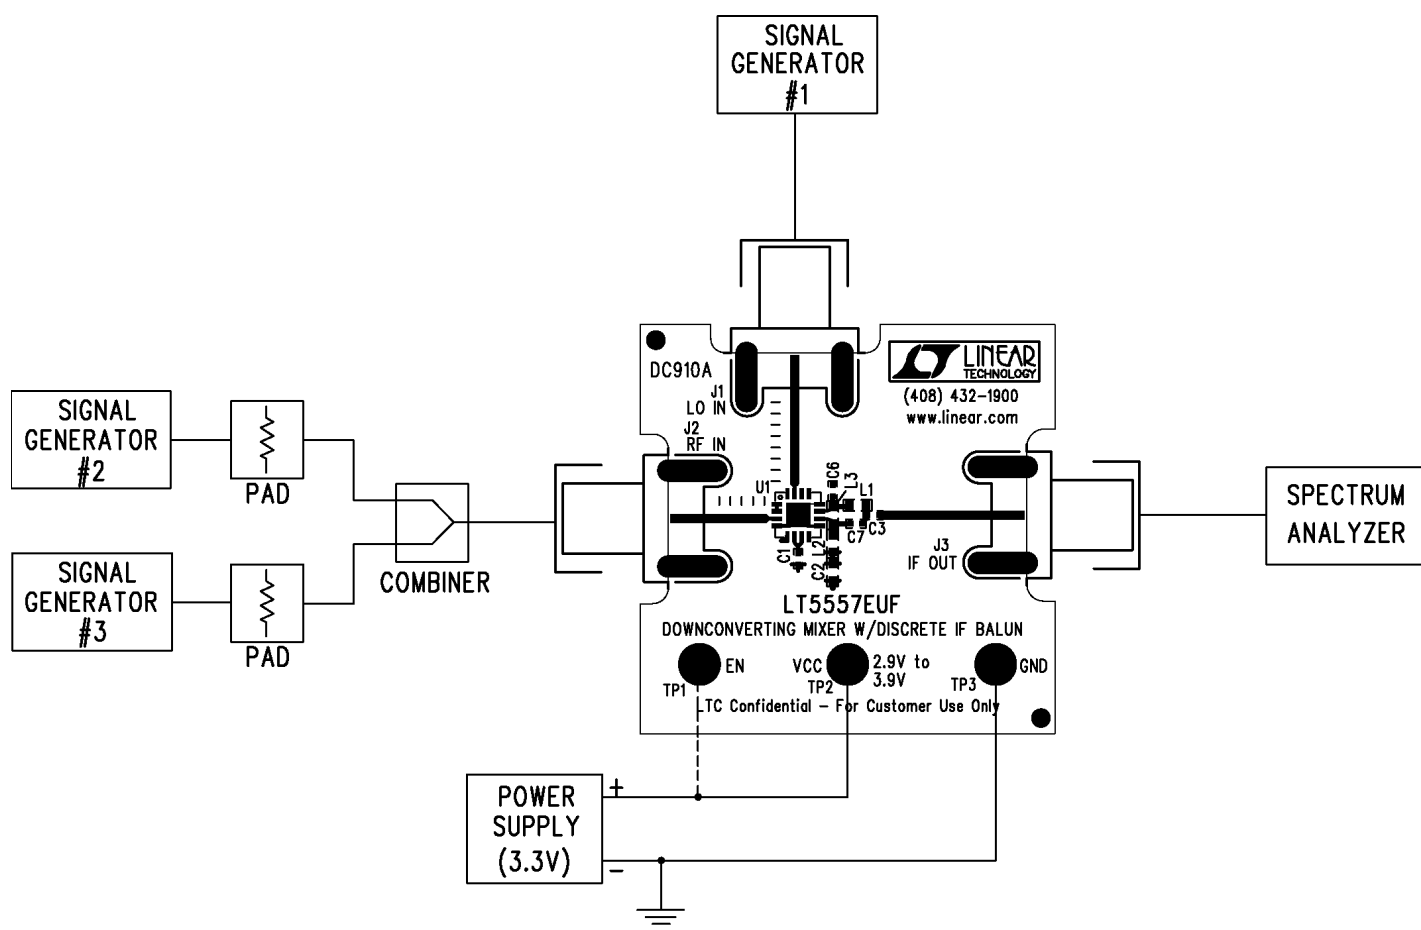 SIGNAL
GENERATOR
#1
DC910A
LINEAR
TECHNOLOGY
(408) 432-1900
www.linear.com
J1
LO IN
J2
RF IN
SIGNAL
GENERATOR
#2
PAD
COMBINER
SIGNAL
GENERATOR
#3
PAD
U1
C6
L3
L1
C7
C3
C1
L2
C2
J3
IF OUT
SPECTRUM
ANALYZER
LT5557EUF
DOWNCONVERTING MIXER W/DISCRETE IF BALUN
EN
TP1
VCC
TP2
2.9V to
3.9V
GND
TP3
LTC Confidential – For Customer Use Only
POWER
SUPPLY
(3.3V)
+
–